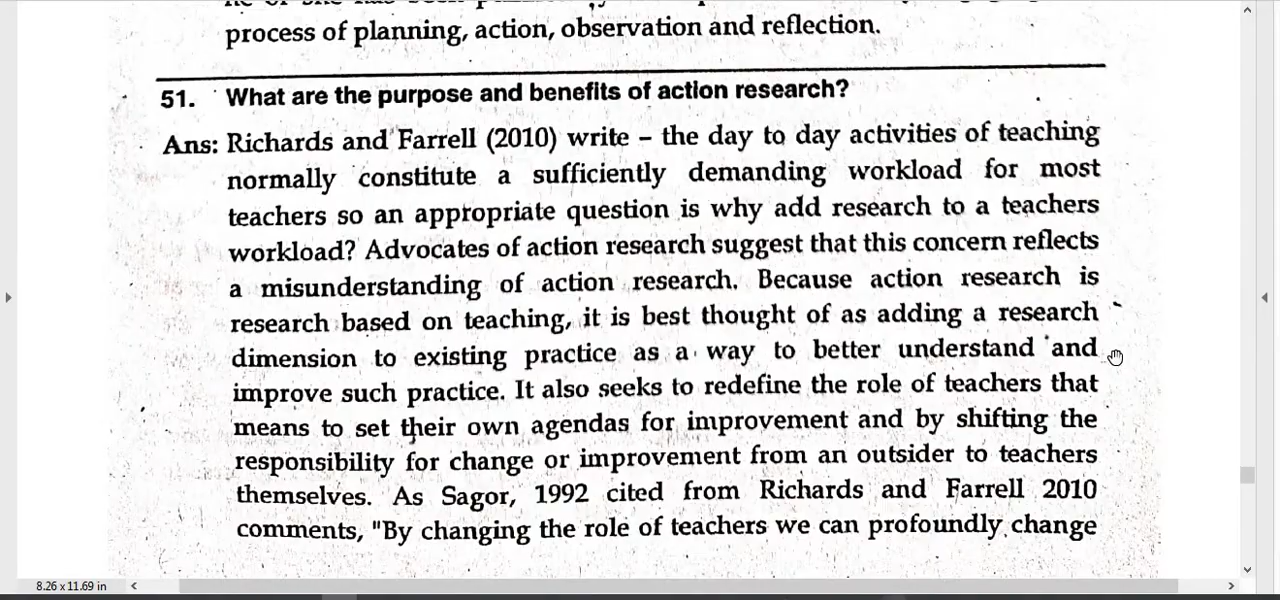 process of planning, action, observation and reflection.
51. What are the purpose and benefits of action research?
Ans: Richards and Farrell (2010) write – the day to day activities of teaching
normally constitute a sufficiently demanding workload for most
teachers so an appropriate question is why add research to a teachers
workload? Advocates of action research suggest that this concern reflects
a misunderstanding of action research. Because action research is
research based on teaching, it is best thought of as adding a research
dimension to existing practice as a way to better understand and
improve such practice. It also seeks to redefine the role of teachers that
means to set their own agendas for improvement and by shifting the
responsibility for change or improvement from an outsider to teachers
themselves. As Sagor, 1992 cited from Richards and Farrell 2010
comments, "By changing the role of teachers we can profoundly change
8.26 x 11.69 in